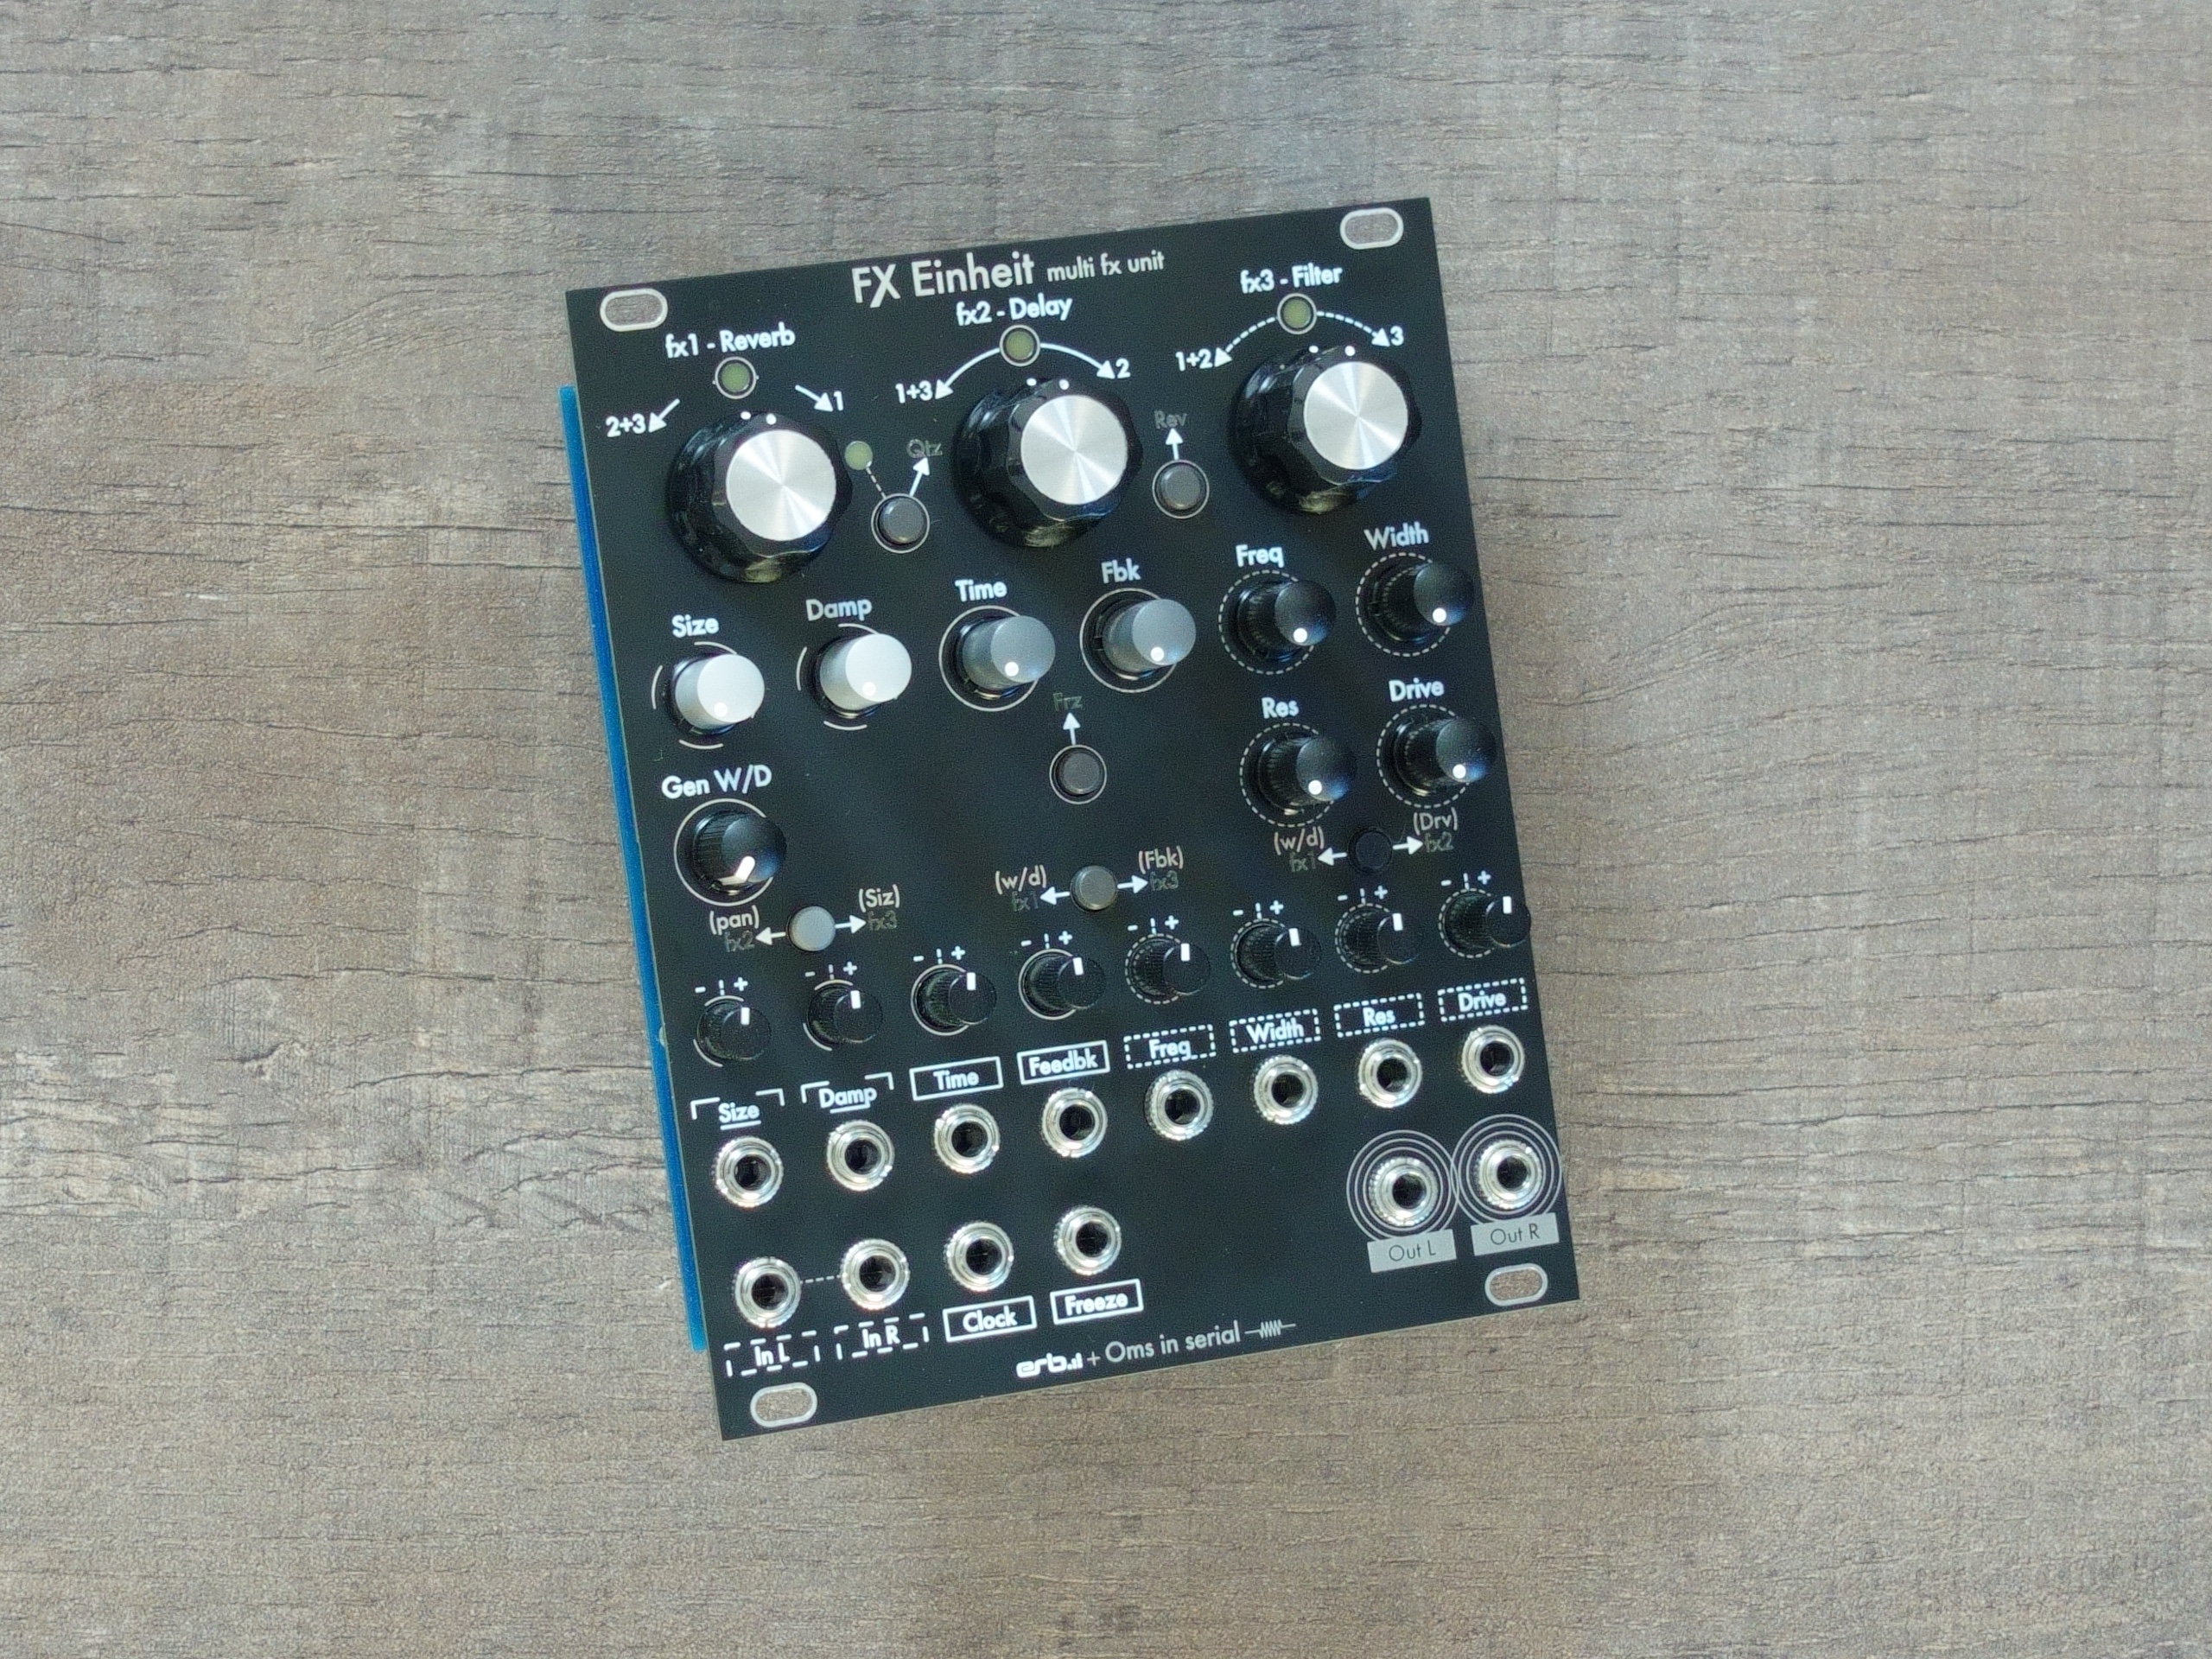 FX Einheit multi fx unit
fx1 - Reverb
fx2 - Delay
fx3 - Filter
2+3
1
1+3
2
1+2
3
Qtz
Rev
Size
Damp
Time
Fbk
Freq
Width
Frz
Res
Drive
Gen W/D
(pan)
fx2
(Siz)
fx3
(w/d)
fx1
(Fbk)
fx3
(w/d)
fx1
(Drv)
fx2
- +
- +
- +
- +
- +
- +
- +
- +
Size
Damp
Time
Feedbk
Freq
Width
Res
Drive
Out L
Out R
In L
In R
Clock
Freeze
erb.il + Oms in serial